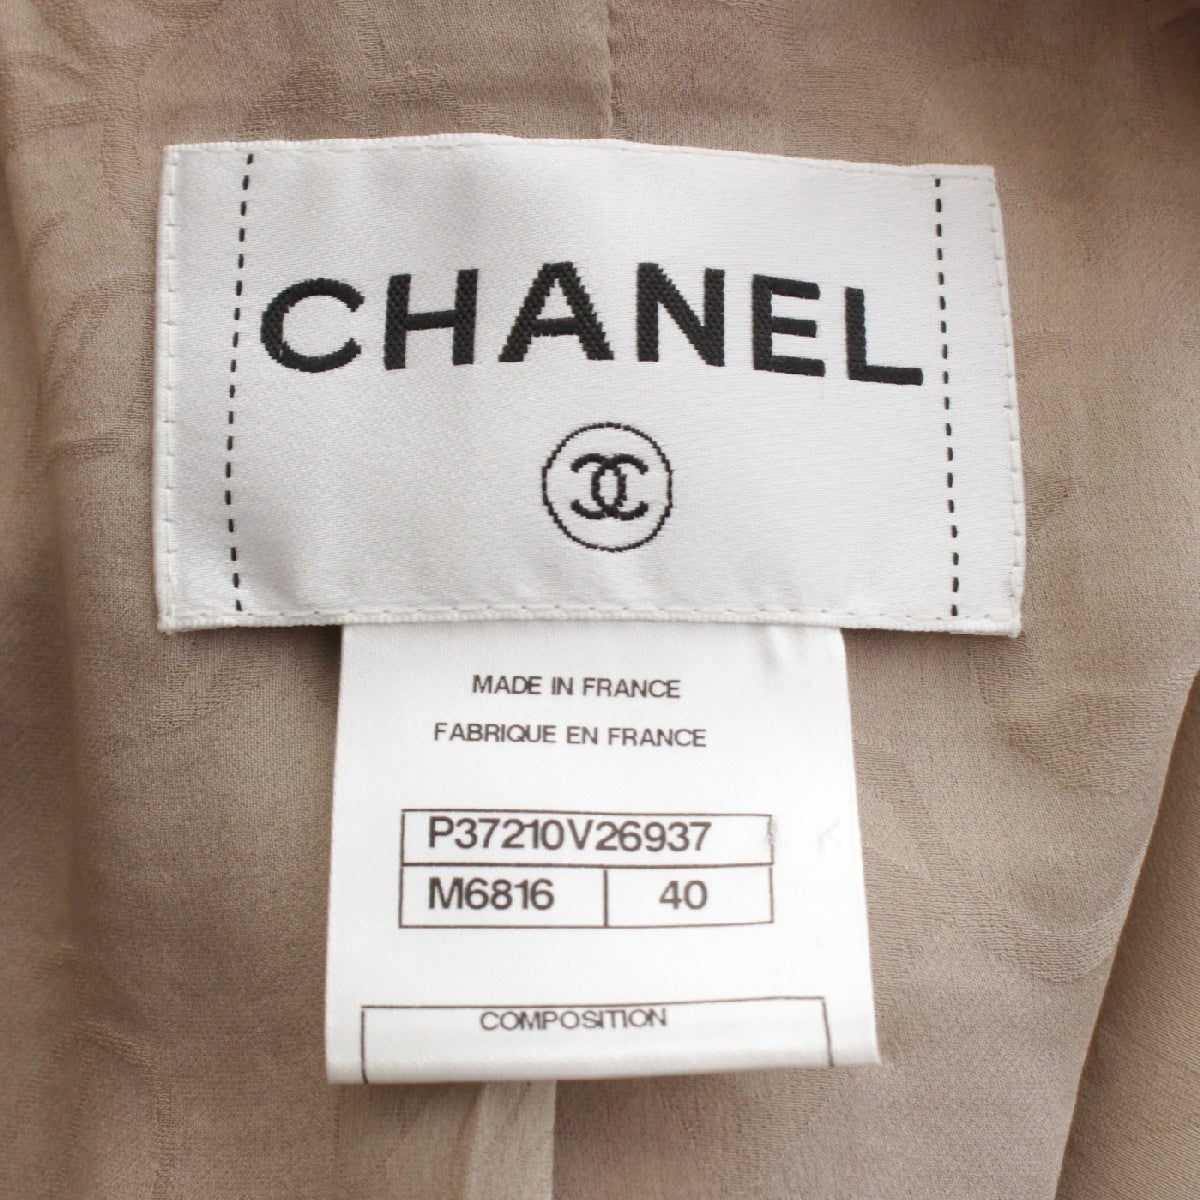 CHANEL
MADE IN FRANCE
FABRIQUE EN FRANCE
P37210V26937
M6816 40
COMPOSITION